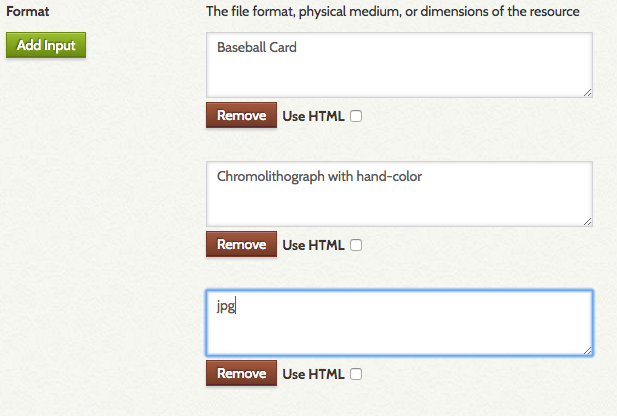 Format
The file format, physical medium, or dimensions of the resource
Add Input
Baseball Card
Remove Use HTML
Chromolithograph with hand-color
Remove Use HTML
jpg
Remove Use HTML